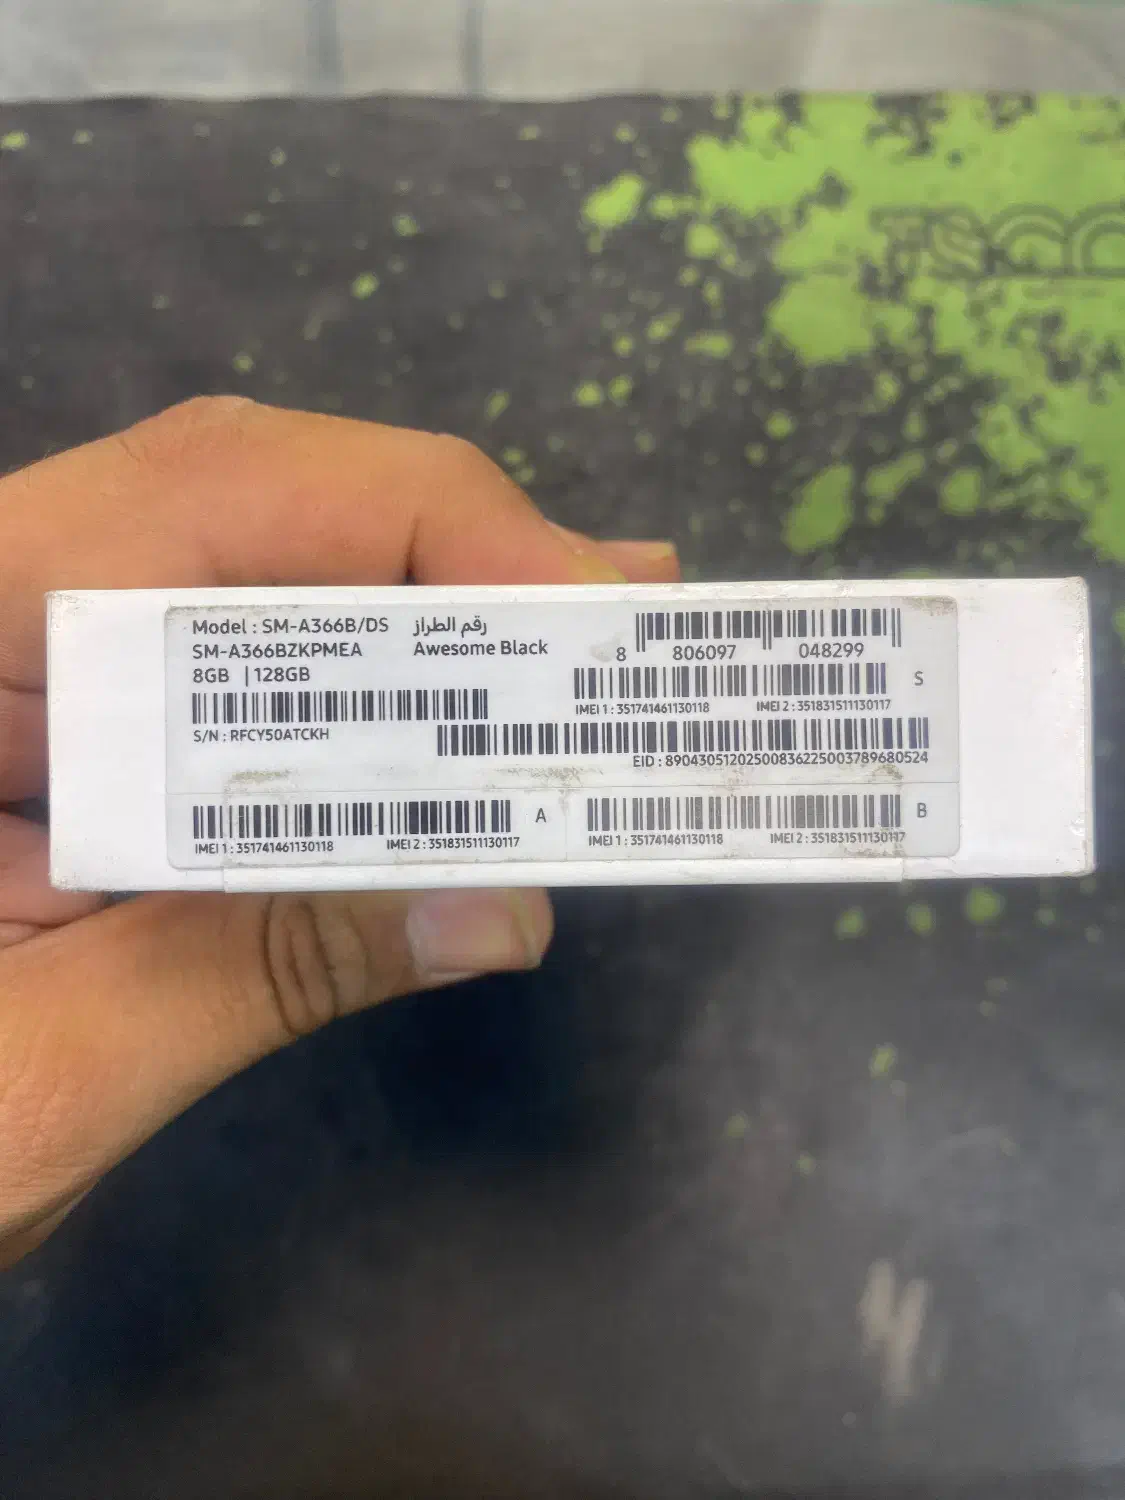 TSCO
Model : SM-A366B/DS رقم الطراز
SM-A366BZKPMEA Awesome Black
8GB | 128GB
S/N : RFCY50ATCKH
8 806097 048299
S
IMEI 1 : 351741461130118 IMEI 2 : 351831511130117
EID : 89043051202500836225003789680524
A
IMEI 1 : 351741461130118 IMEI 2 : 351831511130117
B
IMEI 1 : 351741461130118 IMEI 2 : 351831511130117